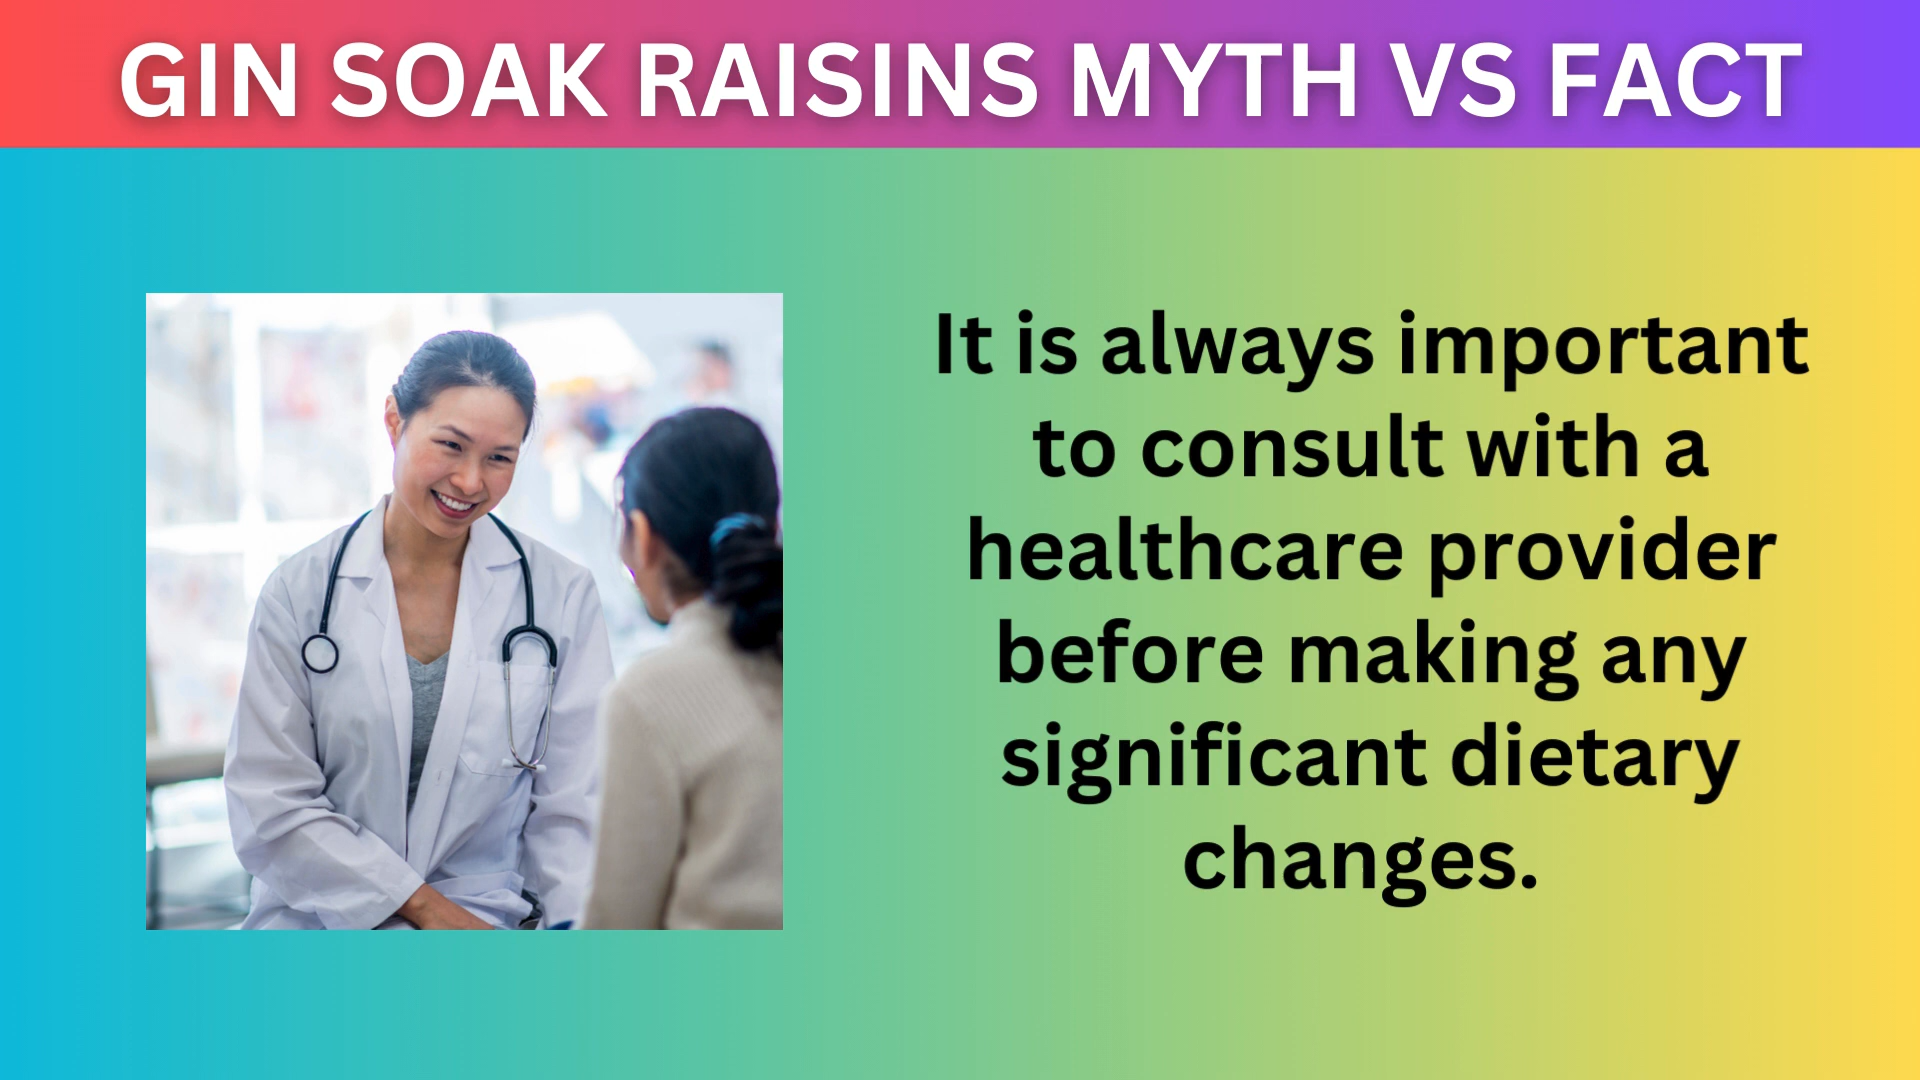 GIN SOAK RAISINS MYTH VS FACT
It is always important
to consult with a
healthcare provider
before making any
significant dietary
changes.